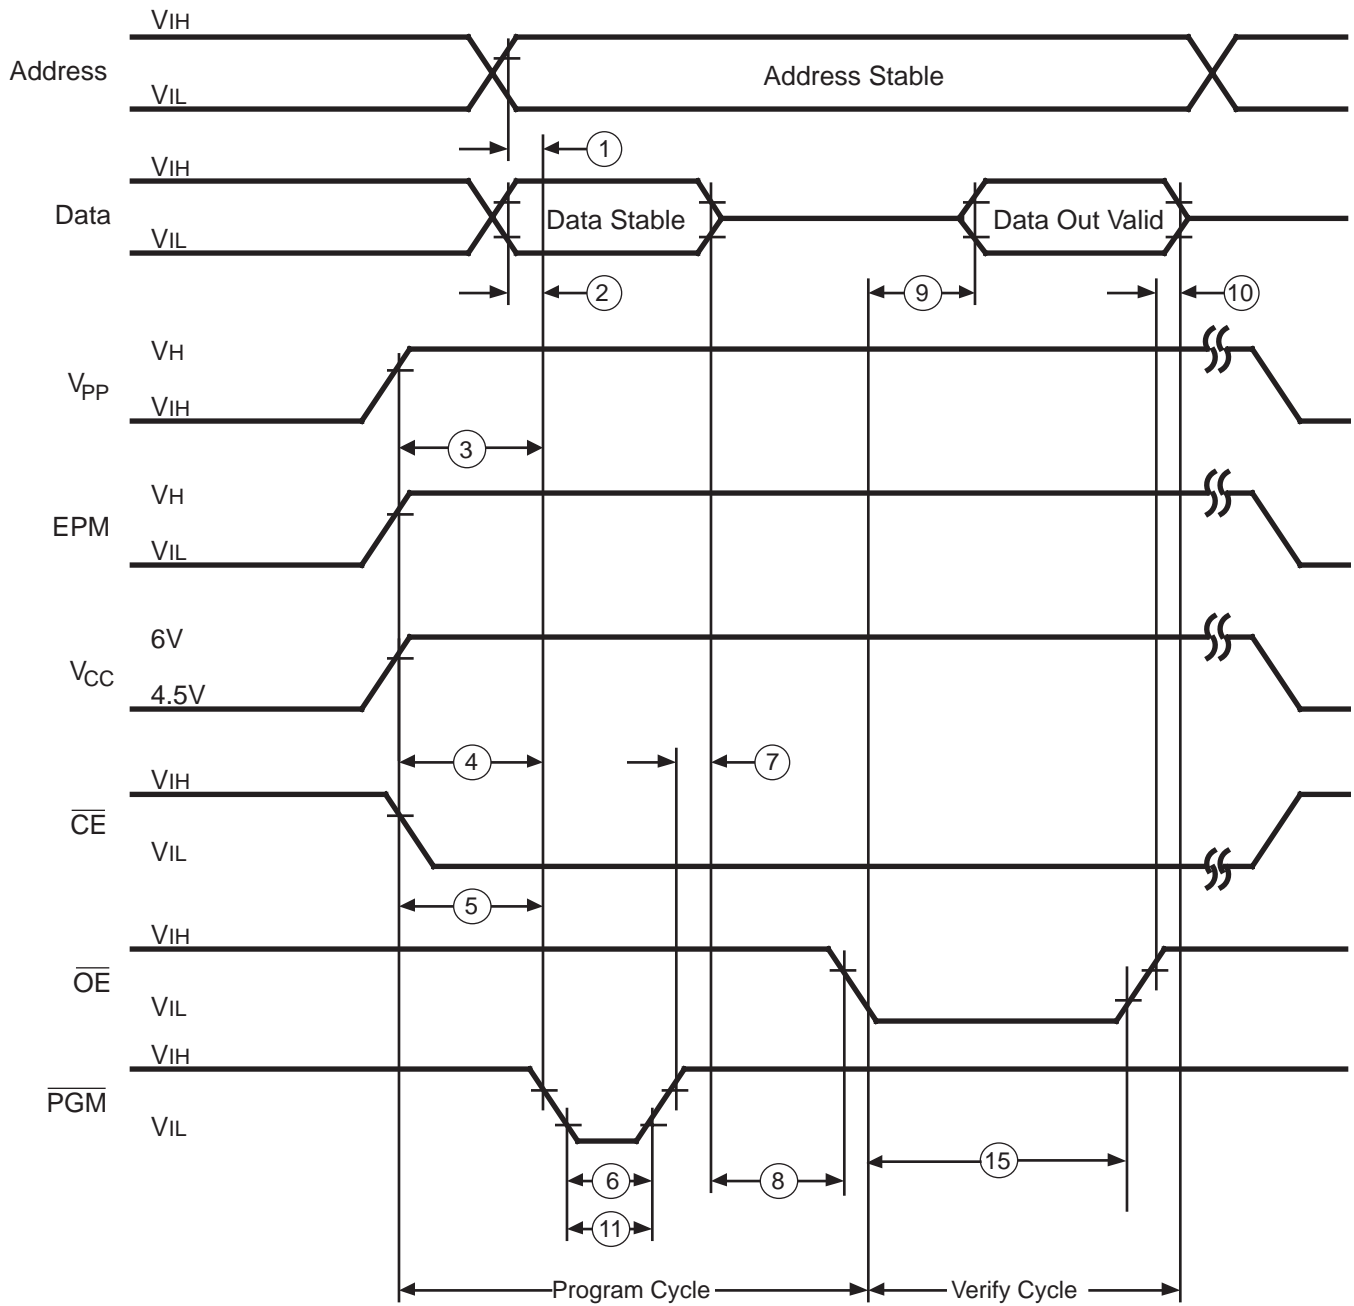 VIH
Address
Address Stable
VIL
1
VIH
Data
Data Stable
Data Out Valid
VIL
2
9
10
VH
VPP
VIH
3
VH
EPM
VIL
6V
VCC
4.5V
4
7
VIH
CE
VIL
5
VIH
OE
VIL
VIH
PGM
VIL
15
6
8
11
Program Cycle
Verify Cycle